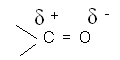 δ + δ -
C = O